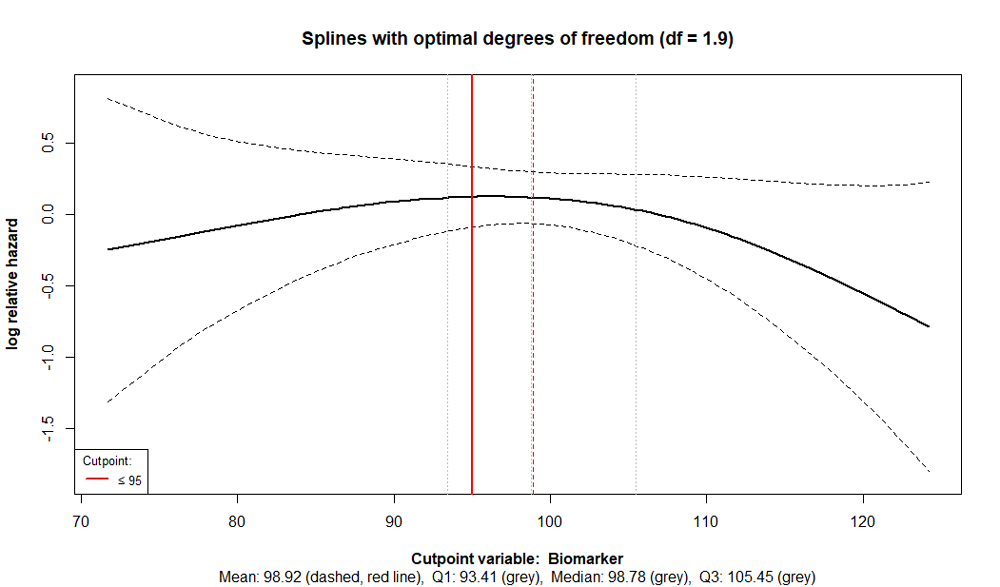 Splines with optimal degrees of freedom (df = 1.9)
log relative hazard
0.5
0.0
-0.5
-1.0
-1.5
Cutpoint:
≤ 95
70 80 90 100 110 120
Cutpoint variable: Biomarker
Mean: 98.92 (dashed, red line), Q1: 93.41 (grey), Median: 98.78 (grey), Q3: 105.45 (grey)